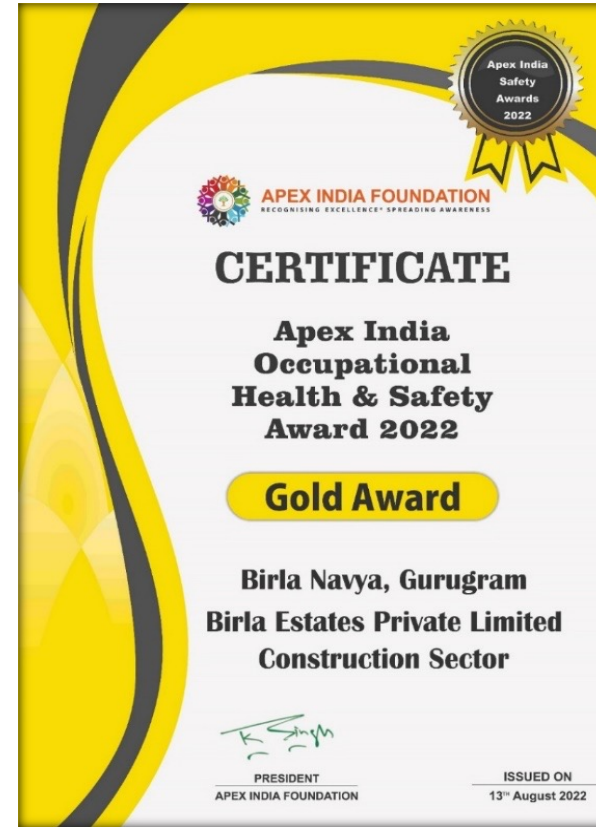 Apex India
Safety
Awards
2022
APEX INDIA FOUNDATION
RECOGNISING EXCELLENCE* SPREADING AWARENESS
CERTIFICATE
Apex India
Occupational
Health & Safety
Award 2022
Gold Award
Birla Navya, Gurugram
Birla Estates Private Limited
Construction Sector
K Singh
PRESIDENT
APEX INDIA FOUNDATION
ISSUED ON
13TH August 2022